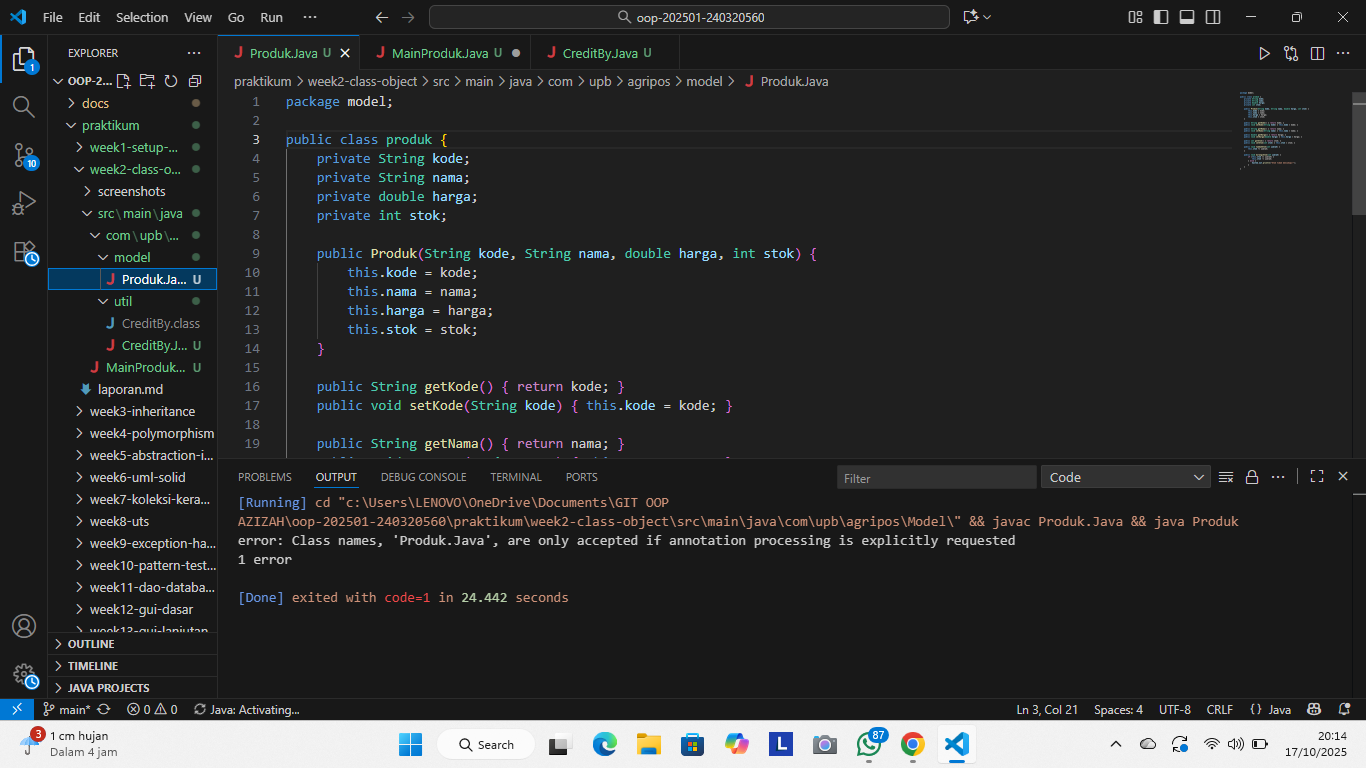 File Edit Selection View Go Run ··· oop-202501-240320560
EXPLORER ···
OOP-2...
docs
praktikum
week1-setup-...
week2-class-o...
screenshots
src\main\java
com\upb\...
model
Produk.Ja... U
util
CreditBy.class
CreditBy.J... U
MainProduk... U
laporan.md
week3-inheritance
week4-polymorphism
week5-abstraction-i...
week6-uml-solid
week7-koleksi-kera...
week8-uts
week9-exception-ha...
week10-pattern-test...
week11-dao-databa...
week12-gui-dasar
week13-gui-lanjutan
OUTLINE
TIMELINE
JAVA PROJECTS
1
10
Produk.Java U MainProduk.Java U CreditBy.Java U
praktikum > week2-class-object > src > main > java > com > upb > agripos > model > Produk.Java
1 package model;
2
3 public class produk {
4 private String kode;
5 private String nama;
6 private double harga;
7 private int stok;
8
9 public Produk(String kode, String nama, double harga, int stok) {
10 this.kode = kode;
11 this.nama = nama;
12 this.harga = harga;
13 this.stok = stok;
14 }
15
16 public String getKode() { return kode; }
17 public void setKode(String kode) { this.kode = kode; }
18
19 public String getNama() { return nama; }
PROBLEMS OUTPUT DEBUG CONSOLE TERMINAL PORTS Filter Code
[Running] cd "c:\Users\LENOVO\OneDrive\Documents\GIT OOP
AZIZAH\oop-202501-240320560\praktikum\week2-class-object\src\main\java\com\upb\agripos\Model\" && javac Produk.Java && java Produk
error: Class names, 'Produk.Java', are only accepted if annotation processing is explicitly requested
1 error
[Done] exited with code=1 in 24.442 seconds
main* 0 0 Java: Activating... Ln 3, Col 21 Spaces: 4 UTF-8 CRLF {} Java
3 1 cm hujan
Dalam 4 jam
Search
L
87
20:14
17/10/2025